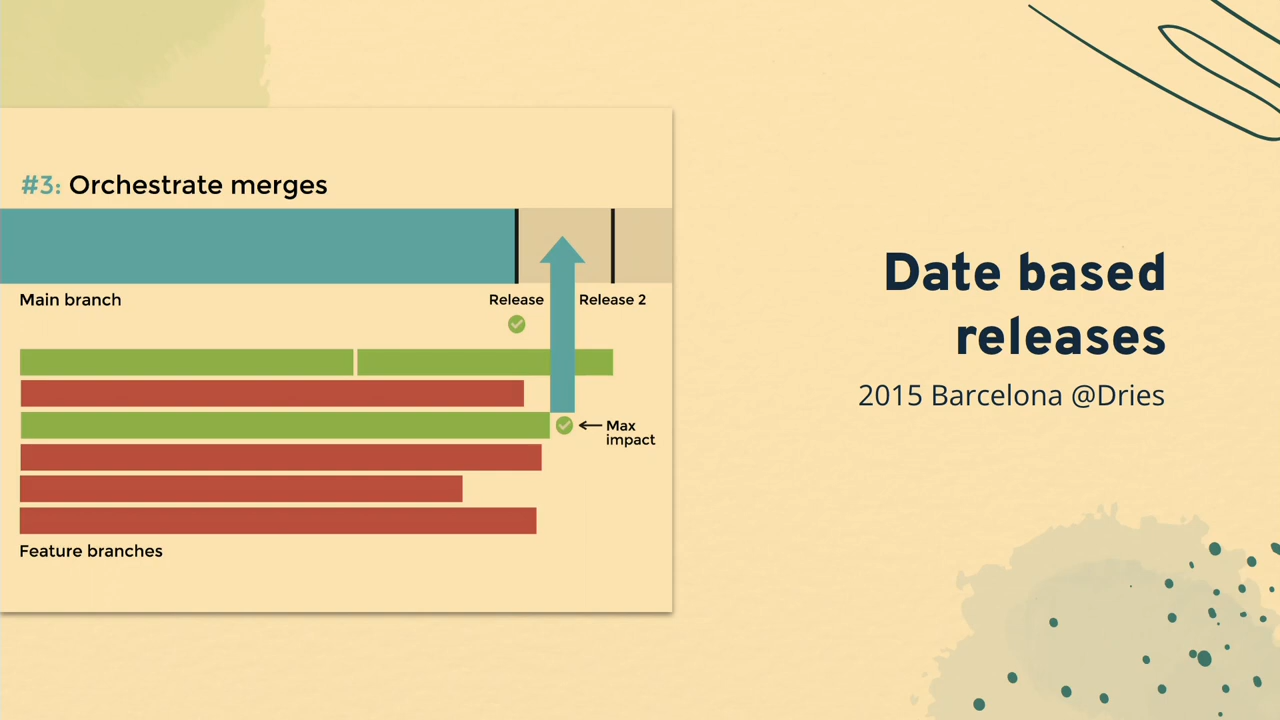 #3: Orchestrate merges
Main branch
Release
Release 2
Max
impact
Feature branches
Date based
releases
2015 Barcelona @Dries